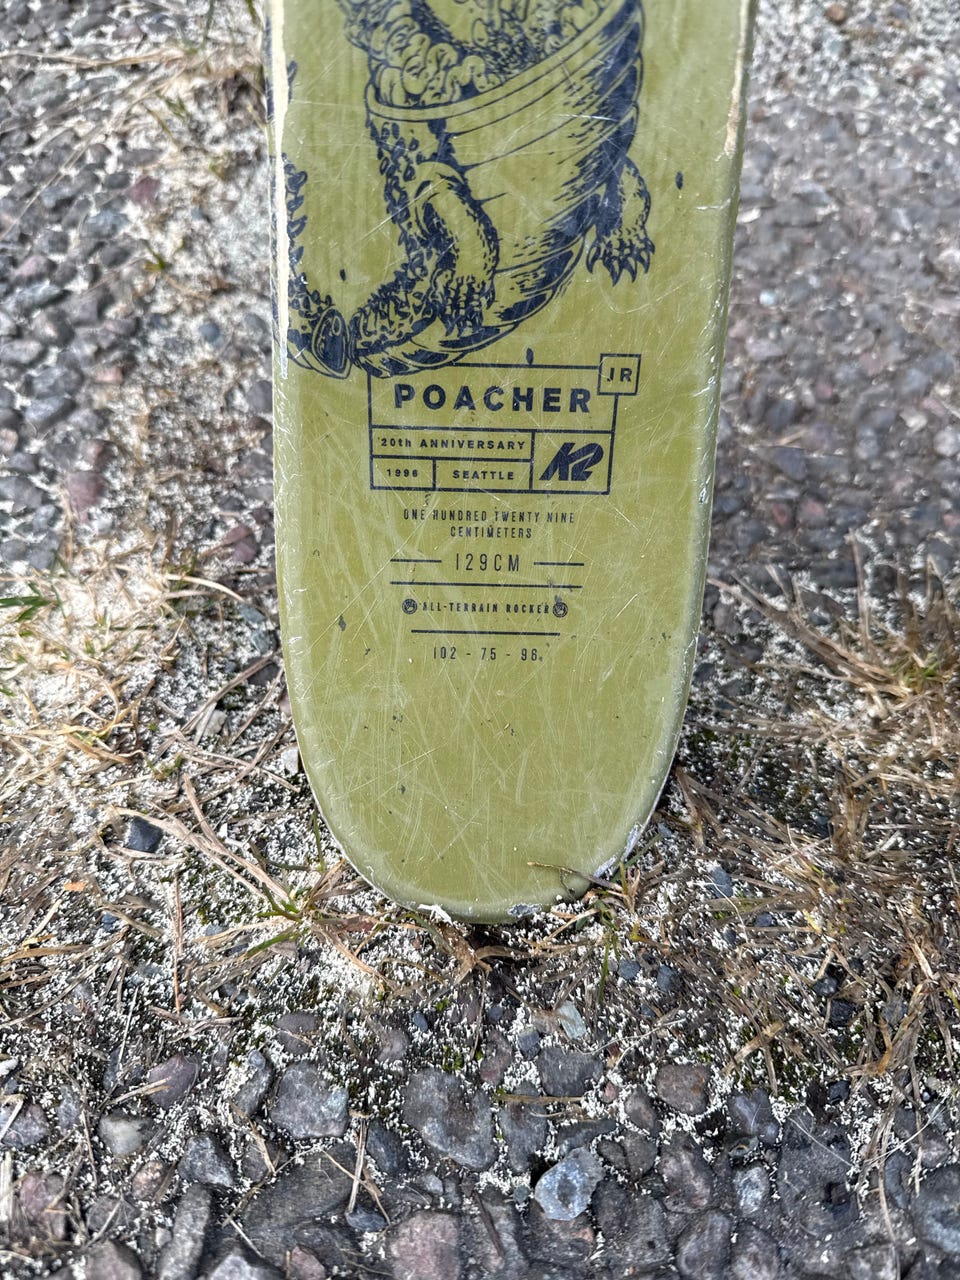 JR
POACHER
20th ANNIVERSARY
1996 SEATTLE K2
ONE HUNDRED TWENTY NINE
CENTIMETERS
129CM
ALL-TERRAIN ROCKER
102 - 75 - 96